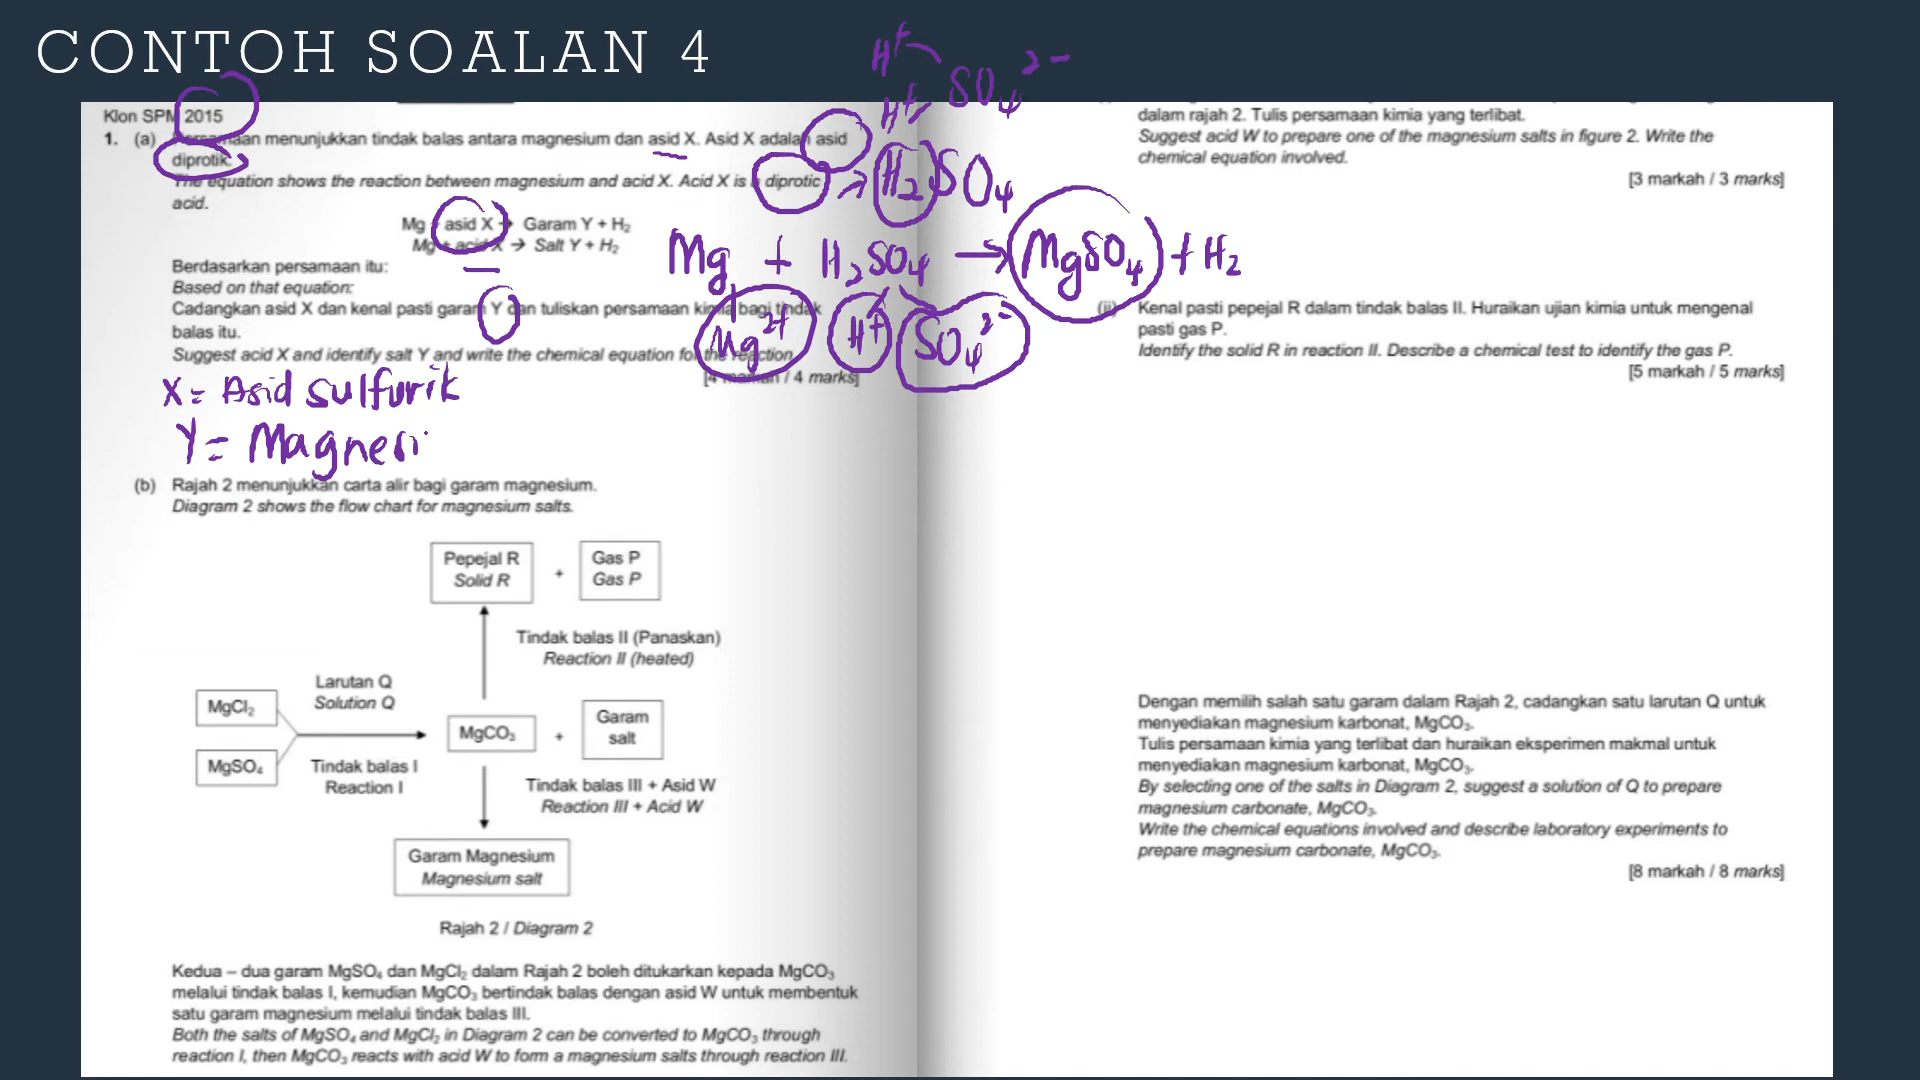 CONTOH SOALAN 4
H+
SO4 2-
H+
Klon SPM 2015
1. (a) Persamaan menunjukkan tindak balas antara magnesium dan asid X. Asid X adalah asid
diprotik.
The equation shows the reaction between magnesium and acid X. Acid X is a diprotic
acid.
H2SO4
Mg + asid X → Garam Y + H₂
Mg + acid X → Salt Y + H₂
Mg + H2SO4 → MgSO4 + H2
Mg2+ H+ SO4 2-
Berdasarkan persamaan itu:
Based on that equation:
Cadangkan asid X dan kenal pasti garam Y dan tuliskan persamaan kimia bagi tindak
balas itu.
Suggest acid X and identify salt Y and write the chemical equation for the reaction
[4 markah / 4 marks]
X = Asid sulfurik
Y = Magnesi
(b) Rajah 2 menunjukkan carta alir bagi garam magnesium.
Diagram 2 shows the flow chart for magnesium salts.
Pepejal R
Solid R
+
Gas P
Gas P
Tindak balas II (Panaskan)
Reaction II (heated)
MgCl₂
MgSO₄
Larutan Q
Solution Q
Tindak balas I
Reaction I
MgCO₃
+
Garam
salt
Tindak balas III + Asid W
Reaction III + Acid W
Garam Magnesium
Magnesium salt
Rajah 2 / Diagram 2
Kedua – dua garam MgSO₄ dan MgCl₂ dalam Rajah 2 boleh ditukarkan kepada MgCO₃
melalui tindak balas I, kemudian MgCO₃ bertindak balas dengan asid W untuk membentuk
satu garam magnesium melalui tindak balas III.
Both the salts of MgSO₄ and MgCl₂ in Diagram 2 can be converted to MgCO₃ through
reaction I, then MgCO₃ reacts with acid W to form a magnesium salts through reaction III.
dalam rajah 2. Tulis persamaan kimia yang terlibat.
Suggest acid W to prepare one of the magnesium salts in figure 2. Write the
chemical equation involved.
[3 markah / 3 marks]
(ii) Kenal pasti pepejal R dalam tindak balas II. Huraikan ujian kimia untuk mengenal
pasti gas P.
Identify the solid R in reaction II. Describe a chemical test to identify the gas P.
[5 markah / 5 marks]
Dengan memilih salah satu garam dalam Rajah 2, cadangkan satu larutan Q untuk
menyediakan magnesium karbonat, MgCO₃.
Tulis persamaan kimia yang terlibat dan huraikan eksperimen makmal untuk
menyediakan magnesium karbonat, MgCO₃.
By selecting one of the salts in Diagram 2, suggest a solution of Q to prepare
magnesium carbonate, MgCO₃.
Write the chemical equations involved and describe laboratory experiments to
prepare magnesium carbonate, MgCO₃.
[8 markah / 8 marks]